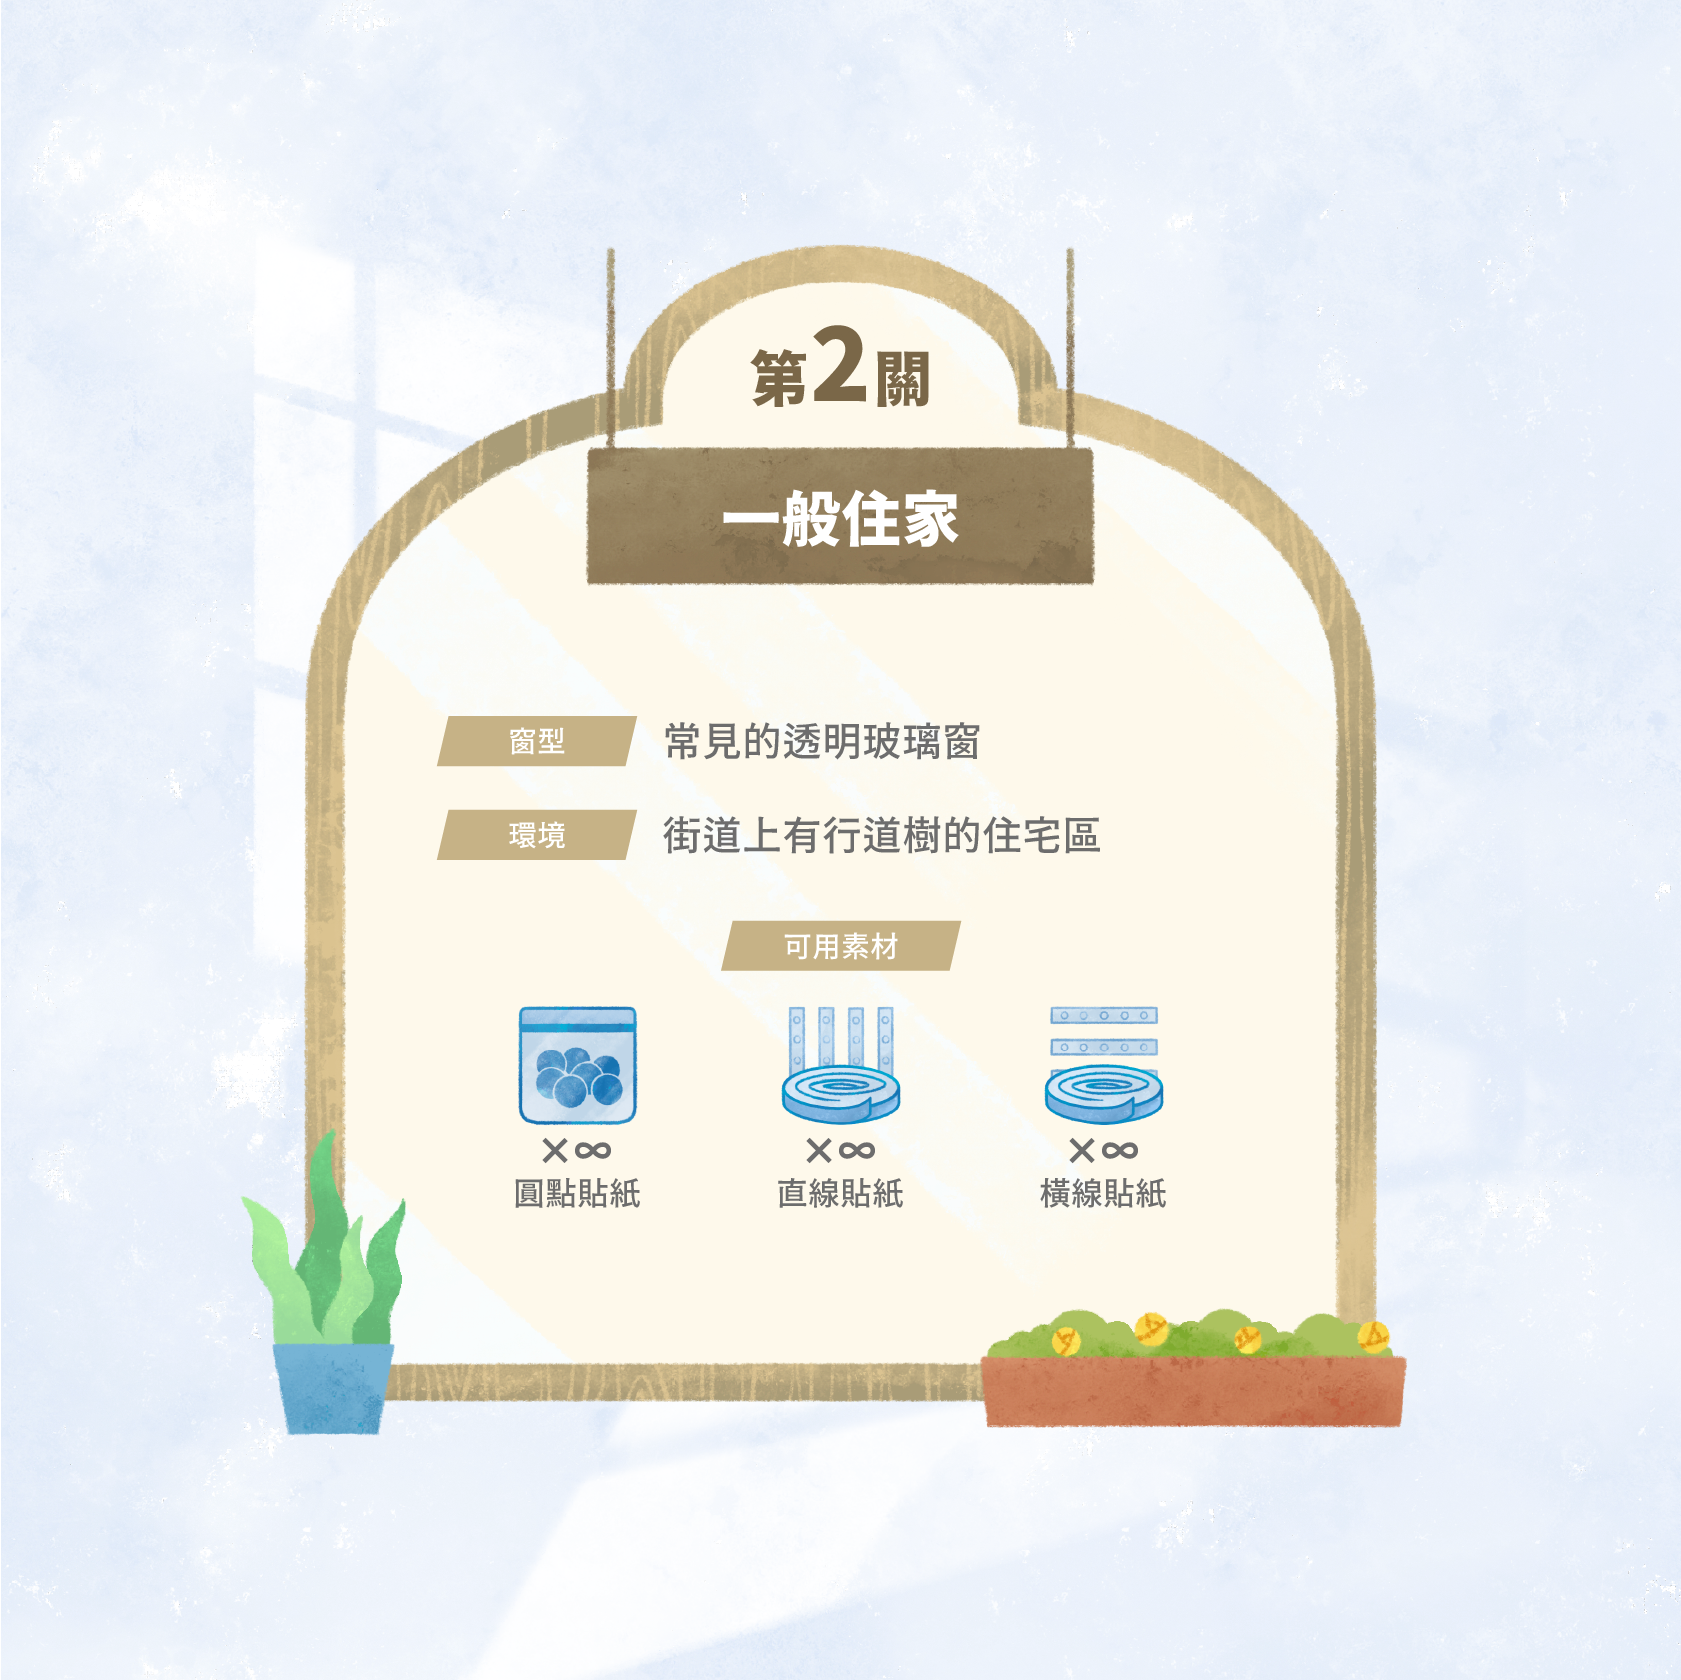 第2關
一般住家
窗型 常見的透明玻璃窗
環境 街道上有行道樹的住宅區
可用素材
×∞ ×∞ ×∞
圓點貼紙 直線貼紙 橫線貼紙